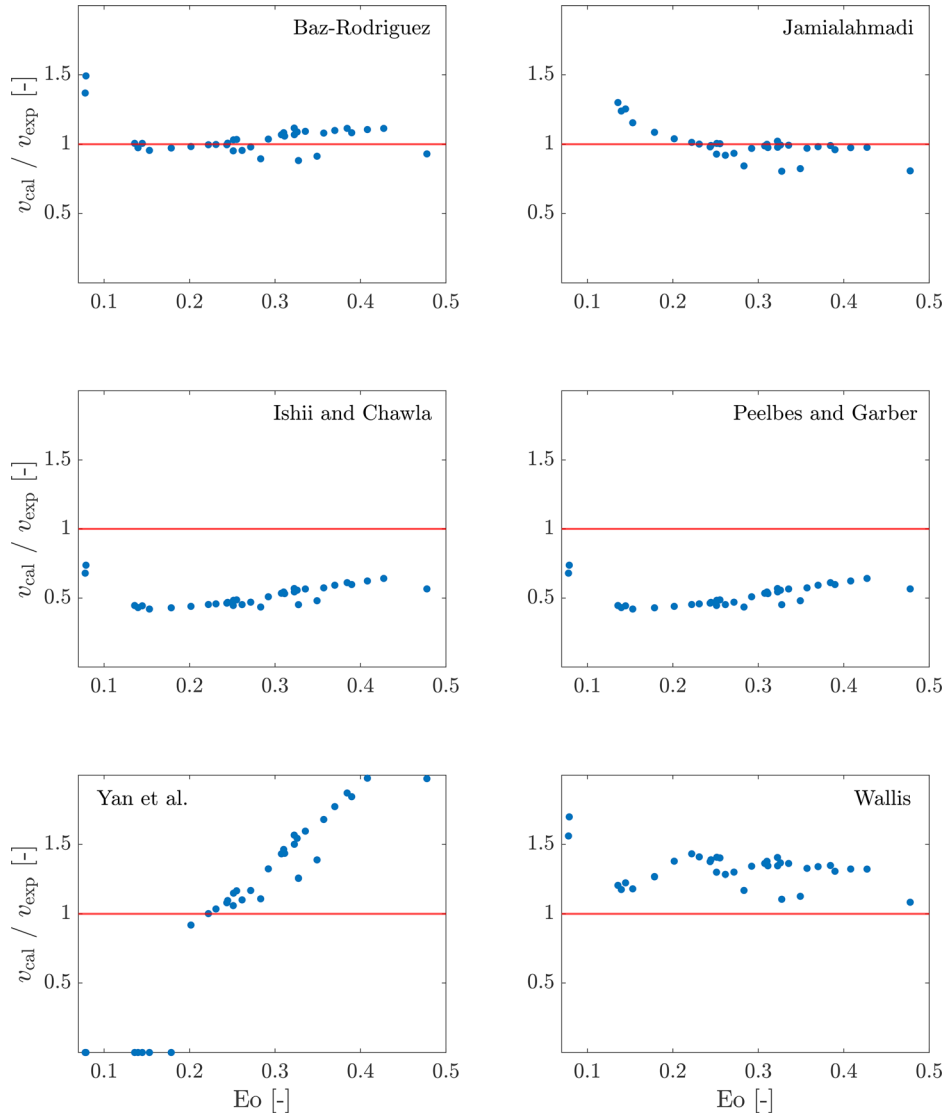 Baz-Rodriguez
1.5
1
0.5
v_cal / v_exp [-]
0.1 0.2 0.3 0.4 0.5
Jamialahmadi
1.5
1
0.5
0.1 0.2 0.3 0.4 0.5
Ishii and Chawla
1.5
1
0.5
v_cal / v_exp [-]
0.1 0.2 0.3 0.4 0.5
Peelbes and Garber
1.5
1
0.5
0.1 0.2 0.3 0.4 0.5
Yan et al.
1.5
1
0.5
v_cal / v_exp [-]
0.1 0.2 0.3 0.4 0.5
Eo [-]
Wallis
1.5
1
0.5
0.1 0.2 0.3 0.4 0.5
Eo [-]